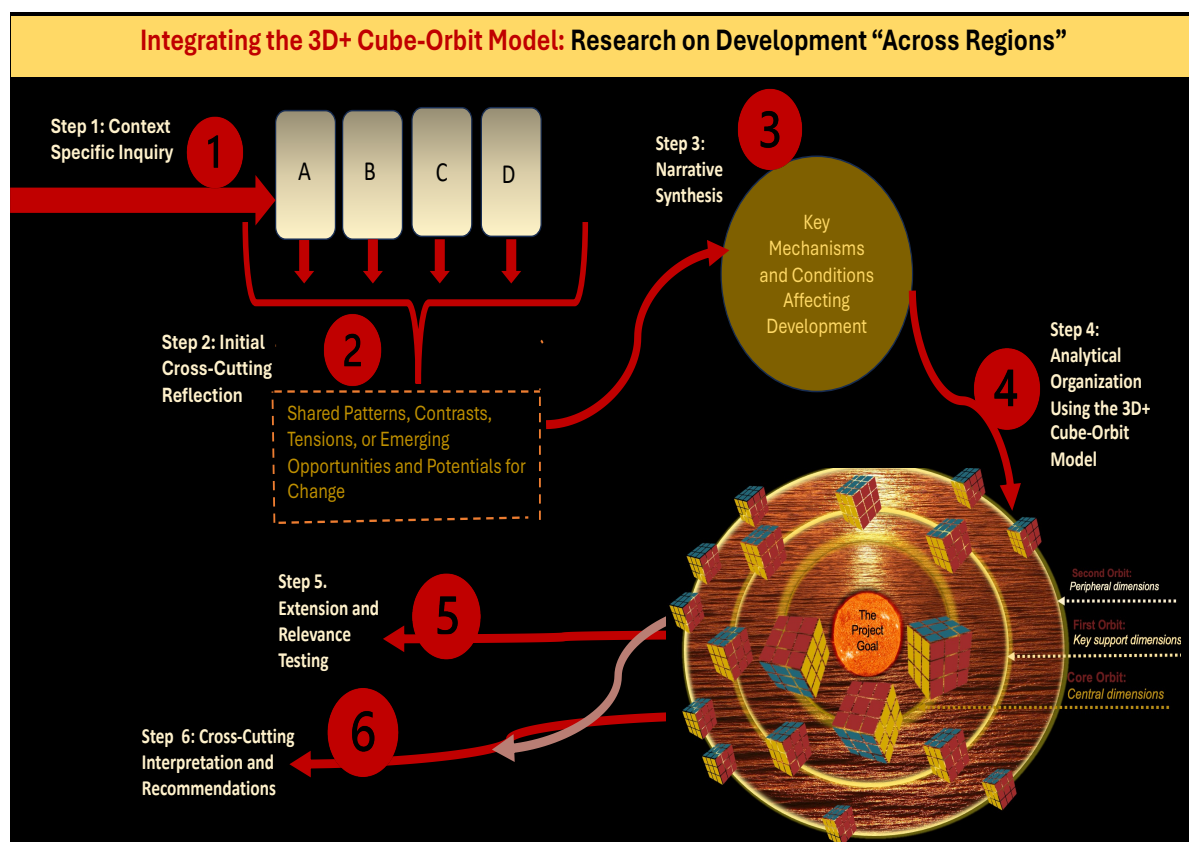 Integrating the 3D+ Cube-Orbit Model: Research on Development “Across Regions”
Step 1: Context
Specific Inquiry
1
A
B
C
D
Step 2: Initial
Cross-Cutting
Reflection
2
Shared Patterns, Contrasts,
Tensions, or Emerging
Opportunities and Potentials for
Change
Step 3:
Narrative
Synthesis
3
Key
Mechanisms
and Conditions
Affecting
Development
Step 4:
Analytical
Organization
Using the 3D+
Cube-Orbit
Model
4
The
Project
Goal
Second Orbit:
Peripheral dimensions
First Orbit:
Key support dimensions
Core Orbit:
Central dimensions
Step 5.
Extension and
Relevance
Testing
5
Step 6: Cross-Cutting
Interpretation and
Recommendations
6